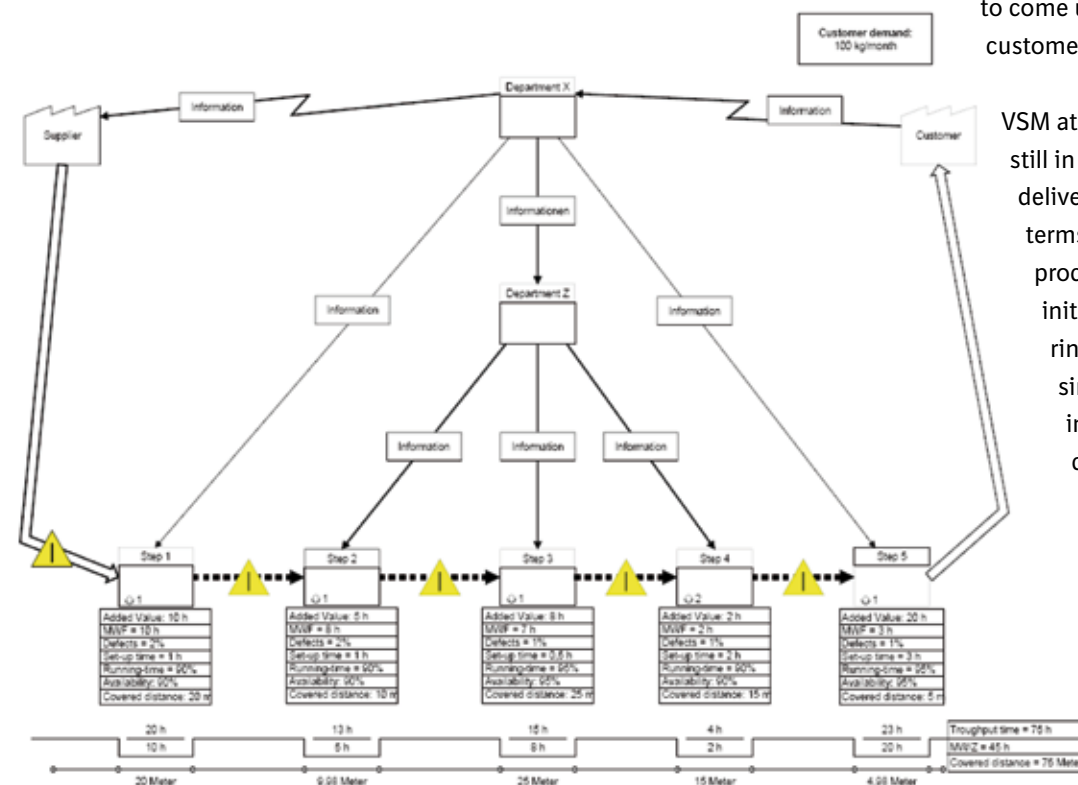 to come u
custome
Customer demand:
100 kg/month
VSM at
still in
delive
terms
proc
init
rin
sin
in
Department X
Information
Information
Supplier
Customer
Informationen
Department Z
Information
Information
Information
Information
Information
Step 1
Step 2
Step 3
Step 4
Step 5
1
1
1
2
1
Added Value: 10 h
MWF = 10 h
Defects = 2%
Set-up time = 1 h
Running-time = 90%
Availability: 90%
Covered distance: 20 m
Added Value: 5 h
MWF = 8 h
Defects = 2%
Set-up time = 1 h
Running-time = 90%
Availability: 90%
Covered distance: 10 m
Added Value: 8 h
MWF = 7 h
Defects = 1%
Set-up time = 0,5 h
Running-time = 95%
Availability: 95%
Covered distance: 25 m
Added Value: 2 h
MWF = 2 h
Defects = 1%
Set-up time = 2 h
Running-time = 90%
Availability: 90%
Covered distance: 15 m
Added Value: 20 h
MWF = 3 h
Defects = 1%
Set-up time = 3 h
Running-time = 95%
Availability: 95%
Covered distance: 5 m
20 h
10 h
13 h
5 h
15 h
8 h
4 h
2 h
23 h
20 h
Troughput time = 75 h
MWZ = 45 h
Covered distance = 75 Mete
20 Meter
9,98 Meter
25 Meter
15 Meter
4,98 Meter